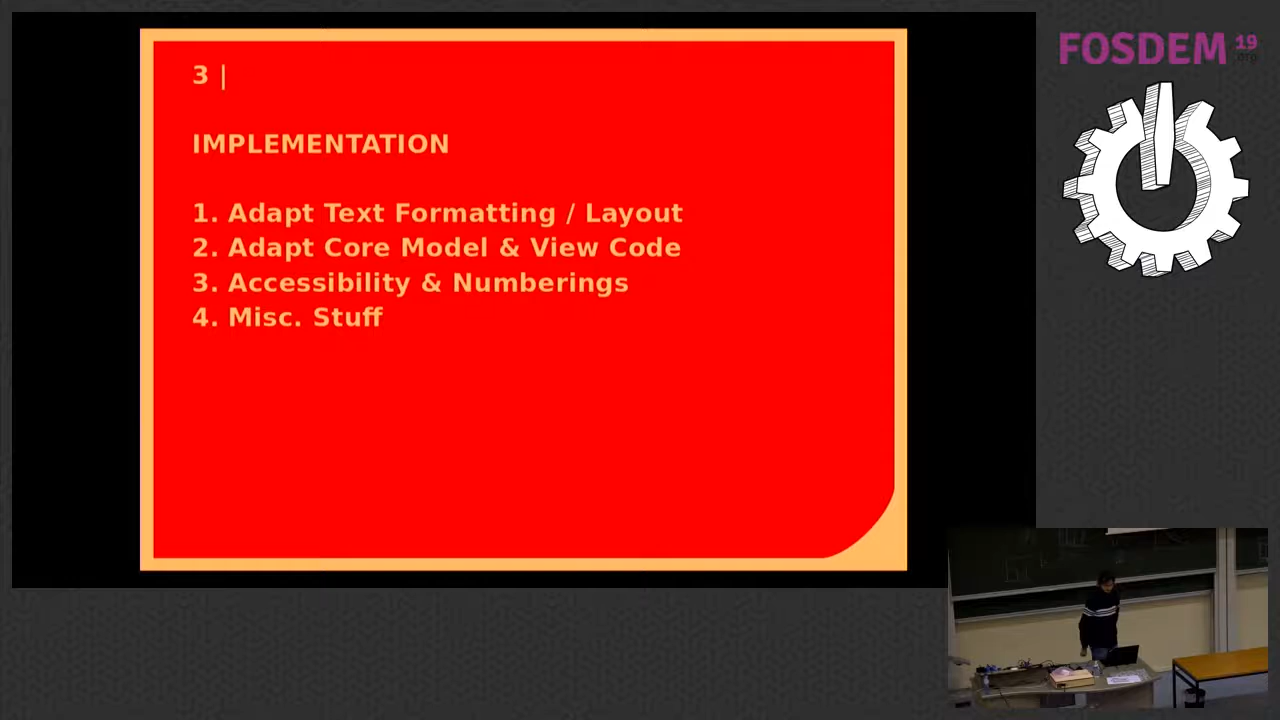 3 |
IMPLEMENTATION
1. Adapt Text Formatting / Layout
2. Adapt Core Model & View Code
3. Accessibility & Numberings
4. Misc. Stuff
FOSDEM 19
.org